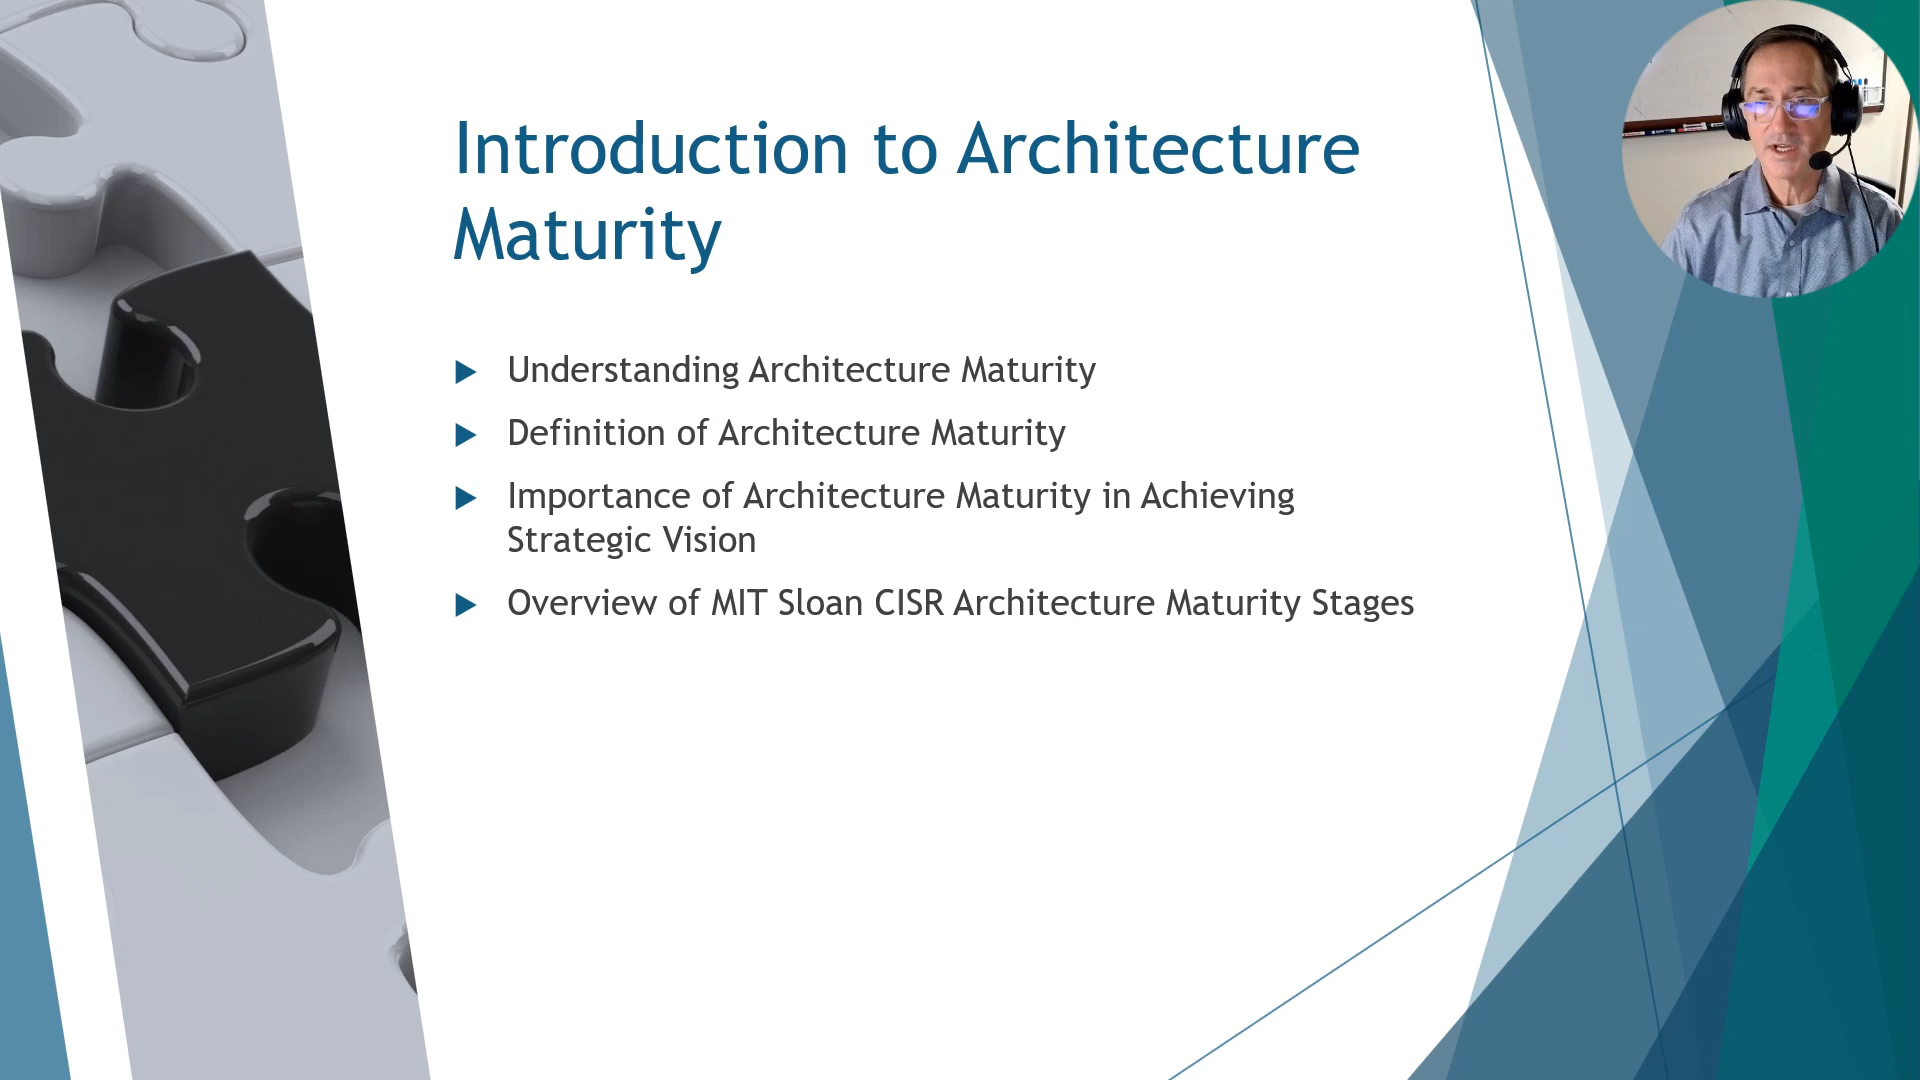 Introduction to Architecture
Maturity
Understanding Architecture Maturity
Definition of Architecture Maturity
Importance of Architecture Maturity in Achieving
Strategic Vision
Overview of MIT Sloan CISR Architecture Maturity Stages